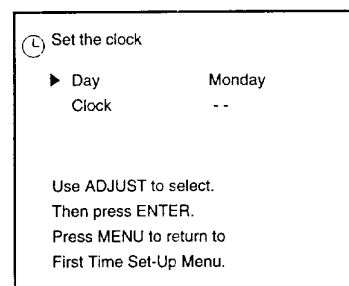 Set the clock
▶ Day Monday
Clock - -
Use ADJUST to select.
Then press ENTER.
Press MENU to return to
First Time Set-Up Menu.